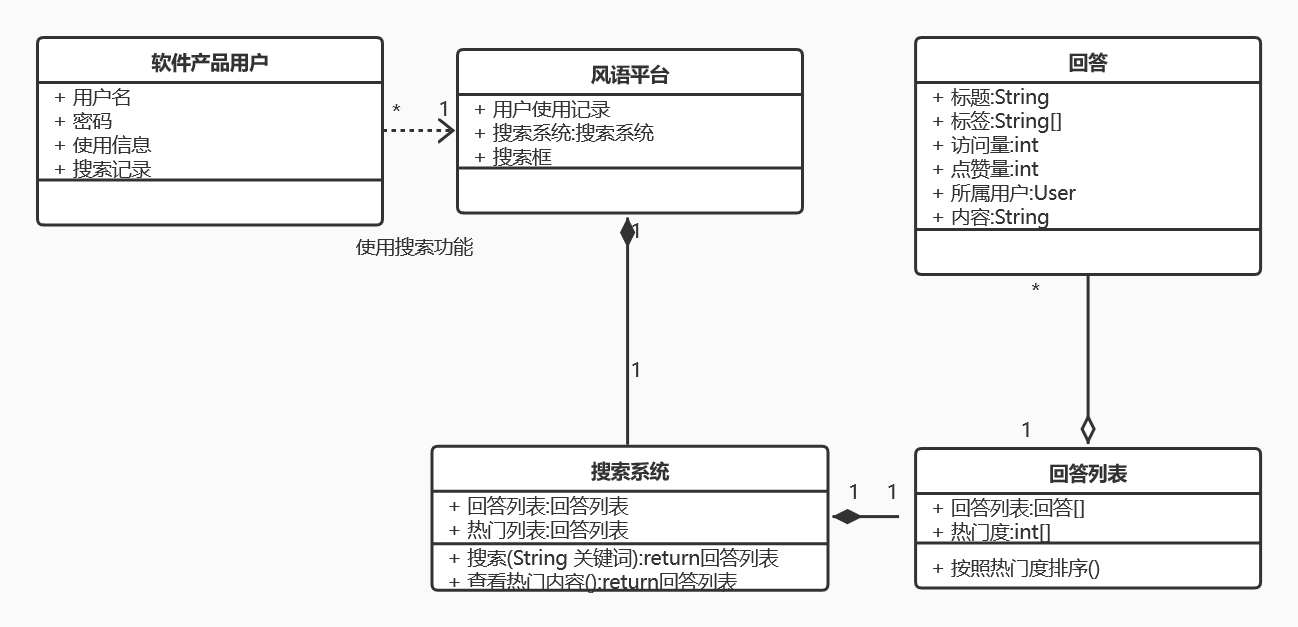 软件产品用户
+ 用户名
+ 密码
+ 使用信息
+ 搜索记录
* 1
使用搜索功能
风语平台
+ 用户使用记录
+ 搜索系统:搜索系统
+ 搜索框
1
1
回答
+ 标题:String
+ 标签:String[]
+ 访问量:int
+ 点赞量:int
+ 所属用户:User
+ 内容:String
*
1
搜索系统
+ 回答列表:回答列表
+ 热门列表:回答列表
+ 搜索(String 关键词):return回答列表
+ 查看热门内容():return回答列表
1 1
回答列表
+ 回答列表:回答[]
+ 热门度:int[]
+ 按照热门度排序()